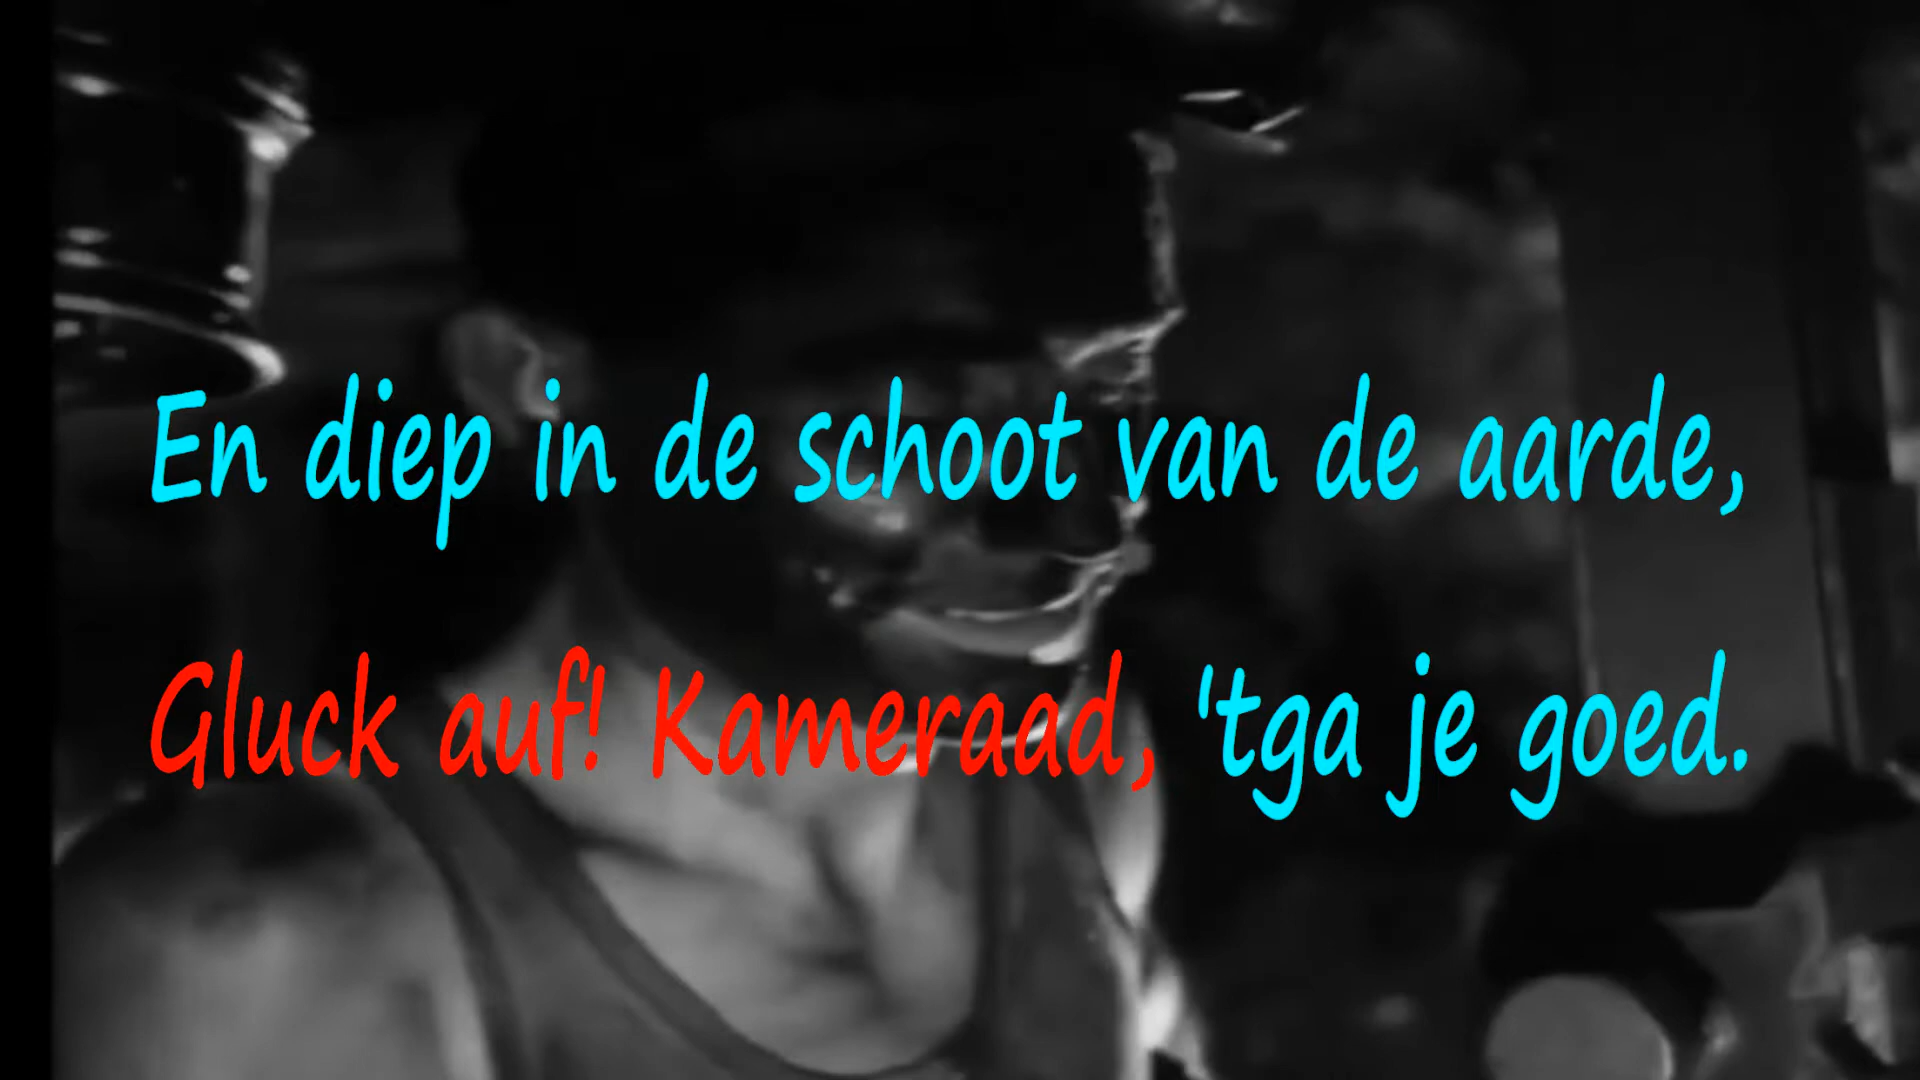 En diep in de schoot van de aarde,
Gluck auf! Kameraad, 'tga je goed.